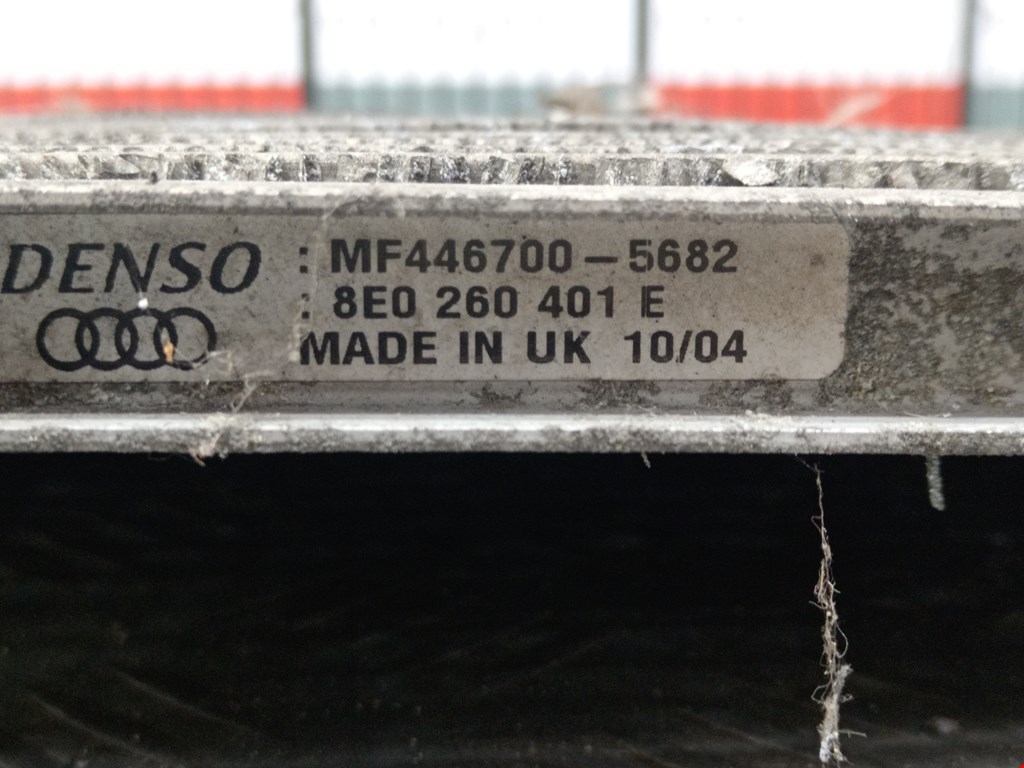 DENSO : MF446700-5682
: 8E0 260 401 E
MADE IN UK 10/04